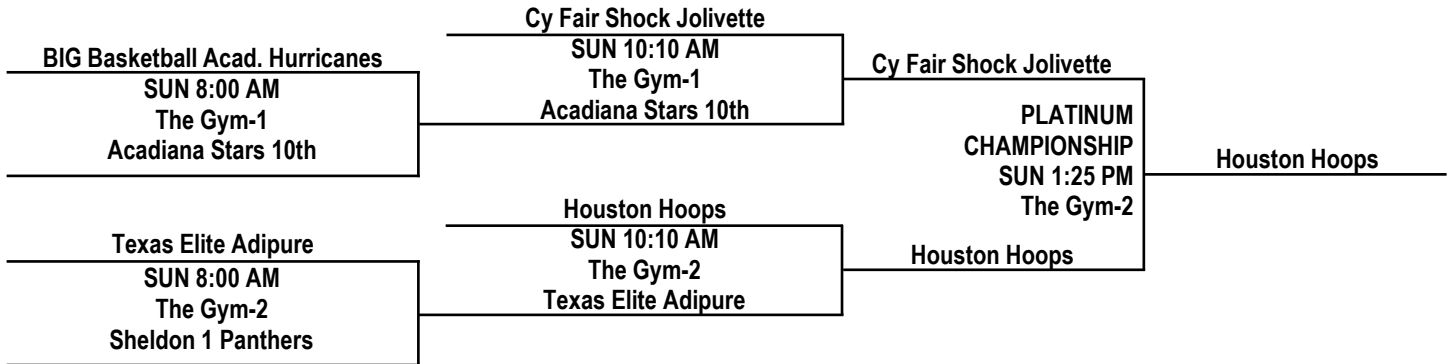 Cy Fair Shock Jolivette
BIG Basketball Acad. Hurricanes
SUN 10:10 AM
Cy Fair Shock Jolivette
SUN 8:00 AM
The Gym-1
The Gym-1
Acadiana Stars 10th
PLATINUM
Acadiana Stars 10th
CHAMPIONSHIP
Houston Hoops
SUN 1:25 PM
Houston Hoops
The Gym-2
Texas Elite Adipure
SUN 10:10 AM
Houston Hoops
SUN 8:00 AM
The Gym-2
The Gym-2
Texas Elite Adipure
Sheldon 1 Panthers